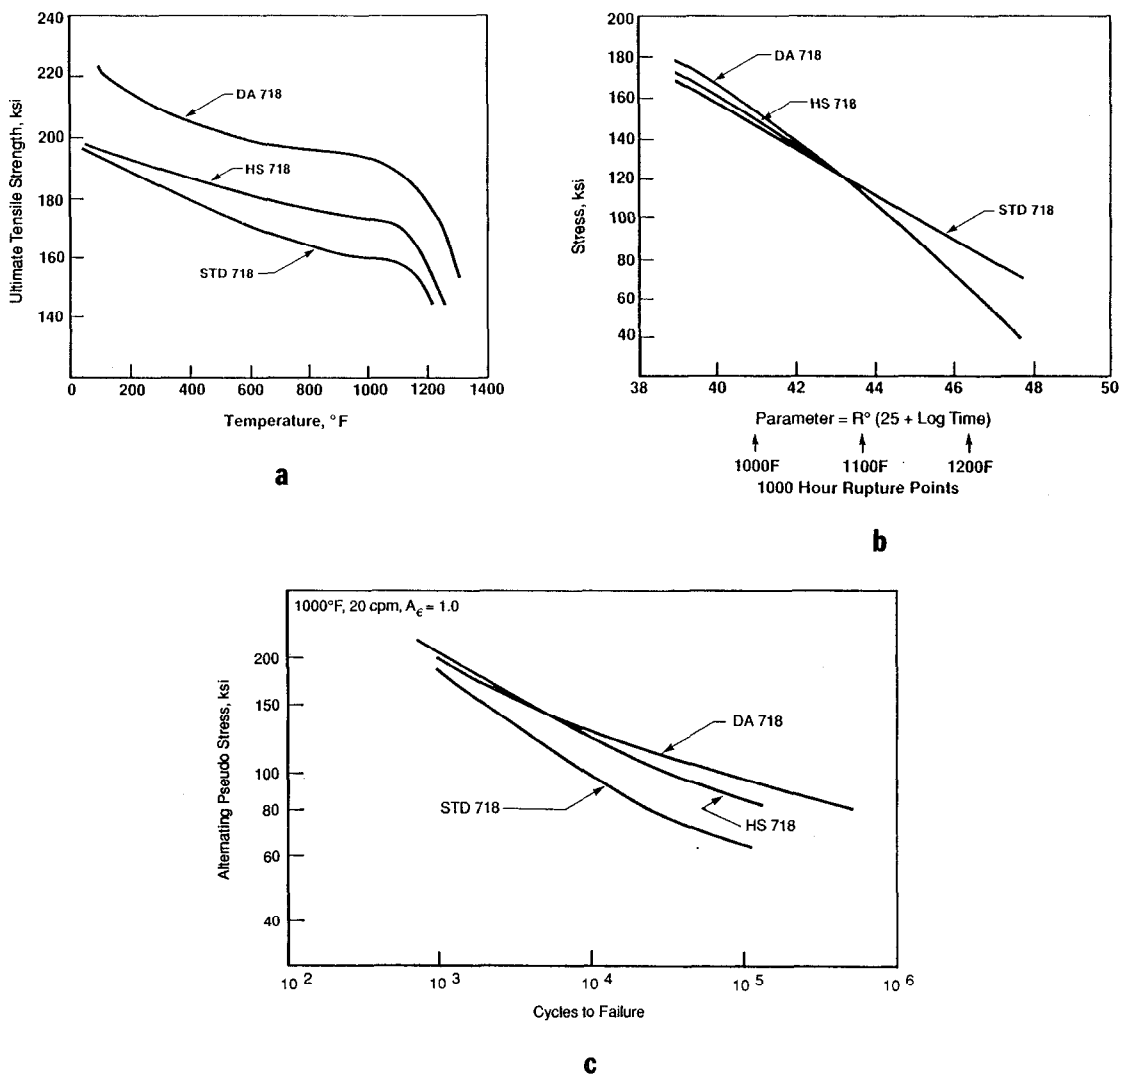 240
220
200
180
160
140
Ultimate Tensile Strength, ksi
DA 718
HS 718
STD 718
0 200 400 600 800 1000 1200 1400
Temperature, °F
a
200
180
160
140
120
100
80
60
40
Stress, ksi
DA 718
HS 718
STD 718
38 40 42 44 46 48 50
Parameter = R° (25 + Log Time)
1000F 1100F 1200F
1000 Hour Rupture Points
b
1000°F, 20 cpm, Aϵ = 1.0
200
150
100
80
60
40
Alternating Pseudo Stress, ksi
DA 718
STD 718
HS 718
10 2 10 3 10 4 10 5 10 6
Cycles to Failure
c